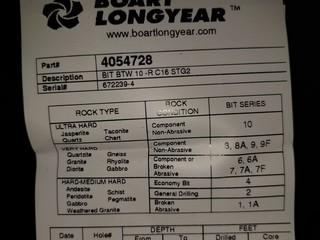 BOART
LONGYEAR™
www.boartlongyear.com
Part# 4054728
Description BIT BTW 10 -R C16 STG2
Serial# 672239-4
ROCK TYPE ROCK CONDITION BIT SERIES
ULTRA HARD
Jasperlite Taconite
Quartz Chert
Component
Non-Abrasive
10
VERY HARD
Quartzite Gneiss
Granite Rhyolite
Diorite Gabbro
Component
Non-Abrasive
8, 8A, 9, 9F
Component or
Broken
Abrasive
6, 6A
7, 7A, 7F
HARD-MEDIUM HARD
Andesite
Peridotite Schist
Gabbro Pegmatite
Weathered Granite
Economy Bit 4
General Drilling 2
Broken
Abrasive
1, 1A
DEPTH FEET
Date Hole# From To Drilled Core